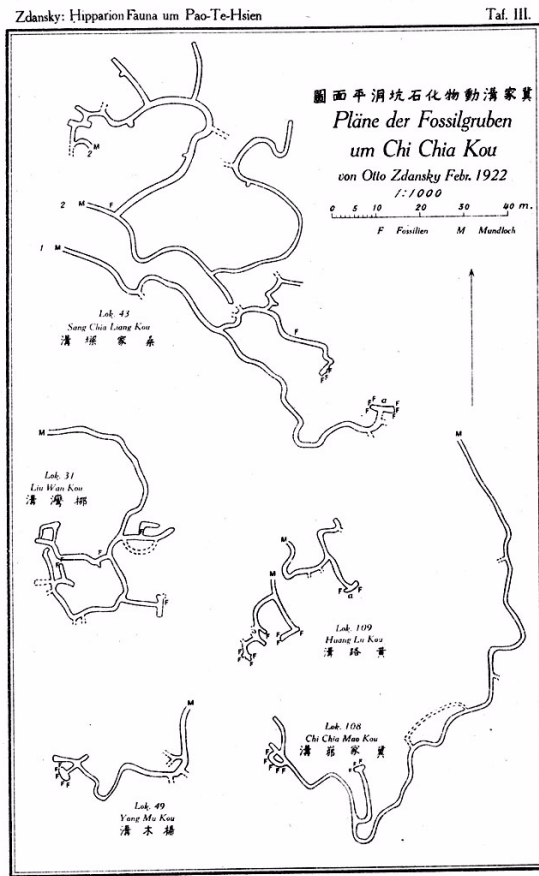 Zdansky: Hipparion Fauna um Pao-Te-Hsien
Taf. III.
冀家溝動物化石坑洞平面圖
Pläne der Fossilgruben
um Chi Chia Kou
von Otto Zdansky Febr. 1922
1:1000
0 5 10 20 30 40 m.
F Fossilien M Mundloch
M
2
2 M F
1 M
Lok. 43
Sang Chia Liang Kou
桑家墚溝
F
F F
F F a F F
M
Lok. 31
Liu Wan Kou
柳灣溝
F
F
F
F
M
M
F F
a
F F
F F F
Lok. 109
Huang Lu Kou
黃路溝
M
M
F F F F
Lok. 49
Yang Mu Kou
楊木溝
Lok. 108
Chi Chia Mao Kou
冀家茆溝
F F F F
F F